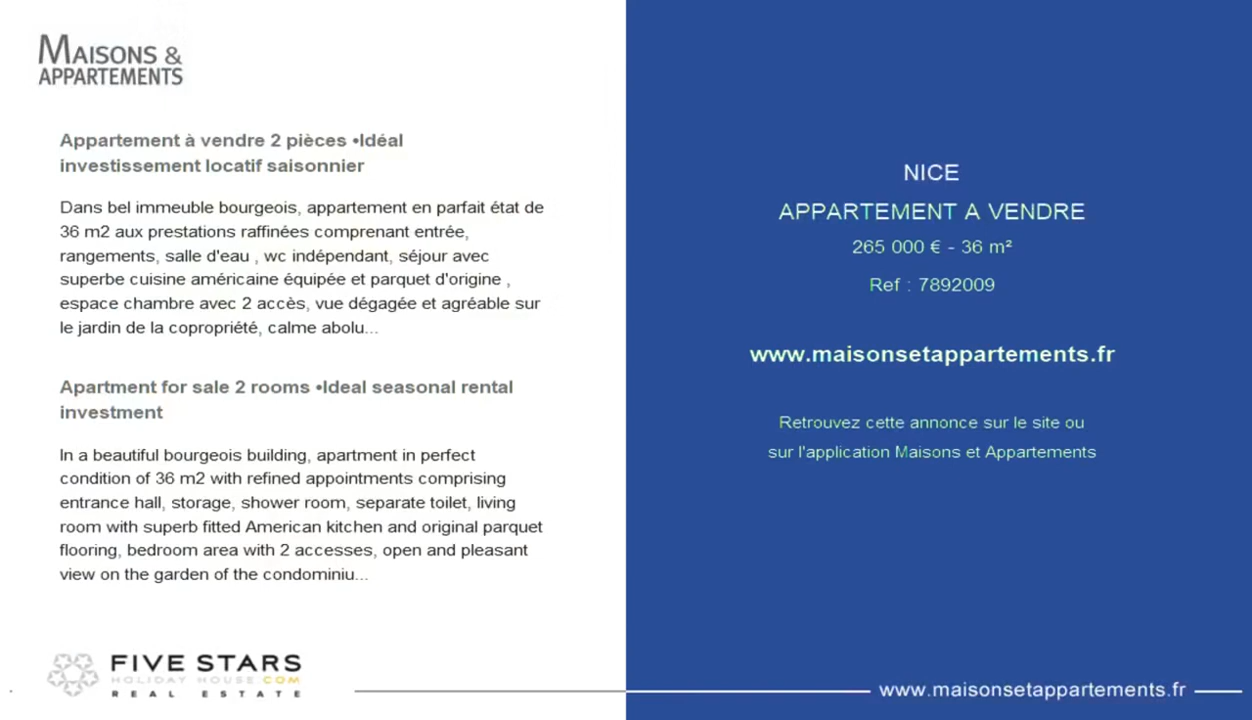 MAISONS &
APPARTEMENTS
Appartement à vendre 2 pièces •Idéal
investissement locatif saisonnier
Dans bel immeuble bourgeois, appartement en parfait état de
36 m2 aux prestations raffinées comprenant entrée,
rangements, salle d'eau , wc indépendant, séjour avec
superbe cuisine américaine équipée et parquet d'origine ,
espace chambre avec 2 accès, vue dégagée et agréable sur
le jardin de la copropriété, calme abolu...
Apartment for sale 2 rooms •Ideal seasonal rental
investment
In a beautiful bourgeois building, apartment in perfect
condition of 36 m2 with refined appointments comprising
entrance hall, storage, shower room, separate toilet, living
room with superb fitted American kitchen and original parquet
flooring, bedroom area with 2 accesses, open and pleasant
view on the garden of the condominiu...
FIVE STARS
HOLIDAY HOUSE.COM
REAL ESTATE
NICE
APPARTEMENT A VENDRE
265 000 € - 36 m²
Ref : 7892009
www.maisonsetappartements.fr
Retrouvez cette annonce sur le site ou
sur l'application Maisons et Appartements
www.maisonsetappartements.fr